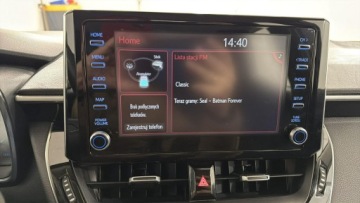 Home
14:40
HOME
MENU
AUDIO
MAP
POWER
VOLUME
CH >
< TRACK
PHONE
SETUP
TUNE
SCROLL
Lista stacji FM
Classic
Teraz gramy: Seal - Batman Forever
Brak podłączonych
telefonów.
Zarejestruj telefon